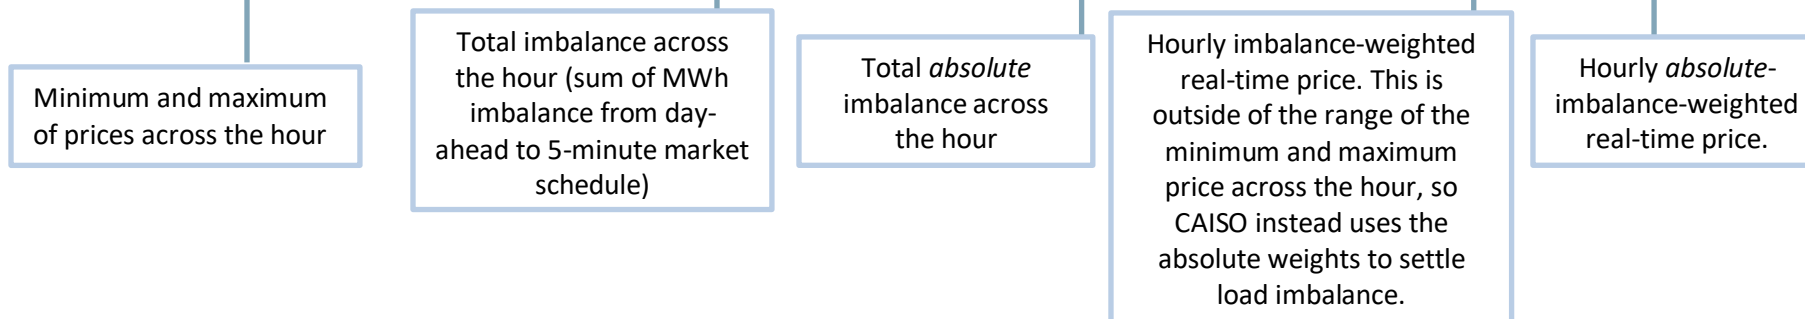 Minimum and maximum
of prices across the hour
Total imbalance across
the hour (sum of MWh
imbalance from day-
ahead to 5-minute market
schedule)
Total absolute
imbalance across
the hour
Hourly imbalance-weighted
real-time price. This is
outside of the range of the
minimum and maximum
price across the hour, so
CAISO instead uses the
absolute weights to settle
load imbalance.
Hourly absolute-
imbalance-weighted
real-time price.